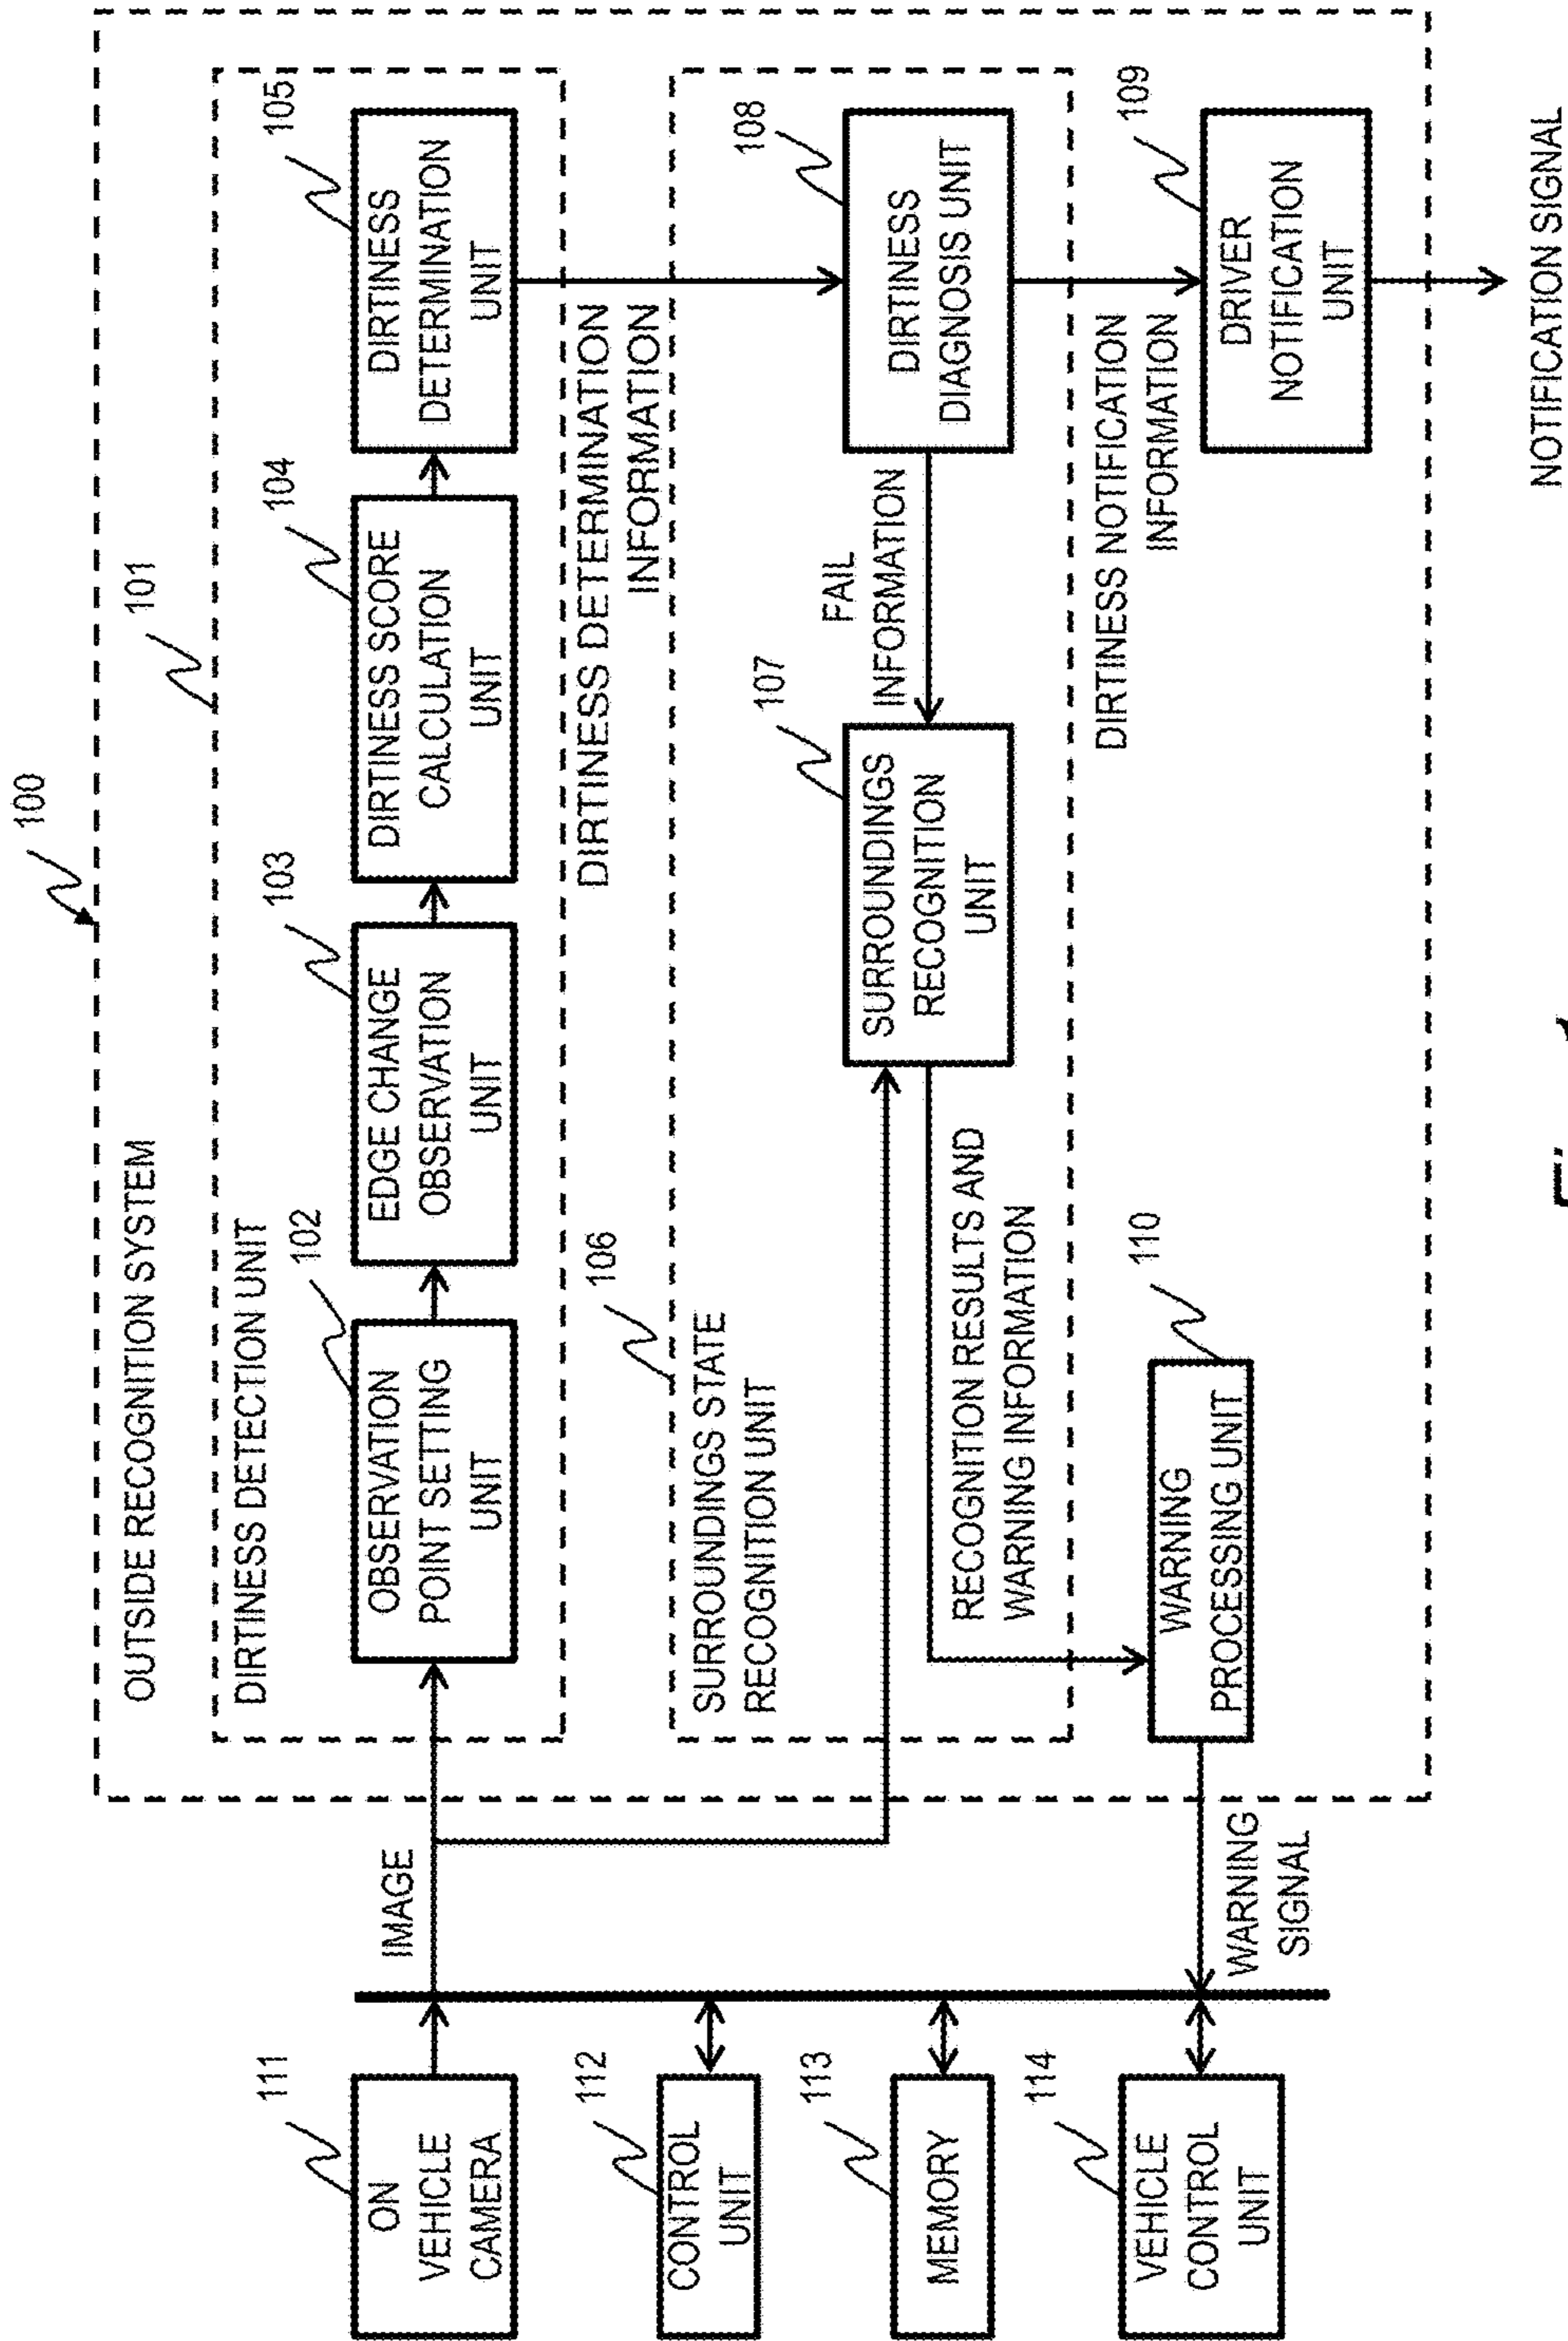 100
OUTSIDE RECOGNITION SYSTEM
101
DIRTINESS DETECTION UNIT
102
103
104
105
OBSERVATION
POINT SETTING
UNIT
EDGE CHANGE
OBSERVATION
UNIT
DIRTINESS SCORE
CALCULATION
UNIT
DIRTINESS
DETERMINATION
UNIT
IMAGE
111
ON
VEHICLE
CAMERA
DIRTINESS DETERMINATION
INFORMATION
106
SURROUNDINGS STATE
RECOGNITION UNIT
107
108
SURROUNDINGS
RECOGNITION
UNIT
FAIL
INFORMATION
DIRTINESS
DIAGNOSIS UNIT
112
CONTROL
UNIT
113
MEMORY
RECOGNITION RESULTS AND
WARNING INFORMATION
DIRTINESS NOTIFICATION
INFORMATION
109
DRIVER
NOTIFICATION
UNIT
110
WARNING
PROCESSING UNIT
114
VEHICLE
CONTROL
UNIT
WARNING
SIGNAL
NOTIFICATION SIGNAL